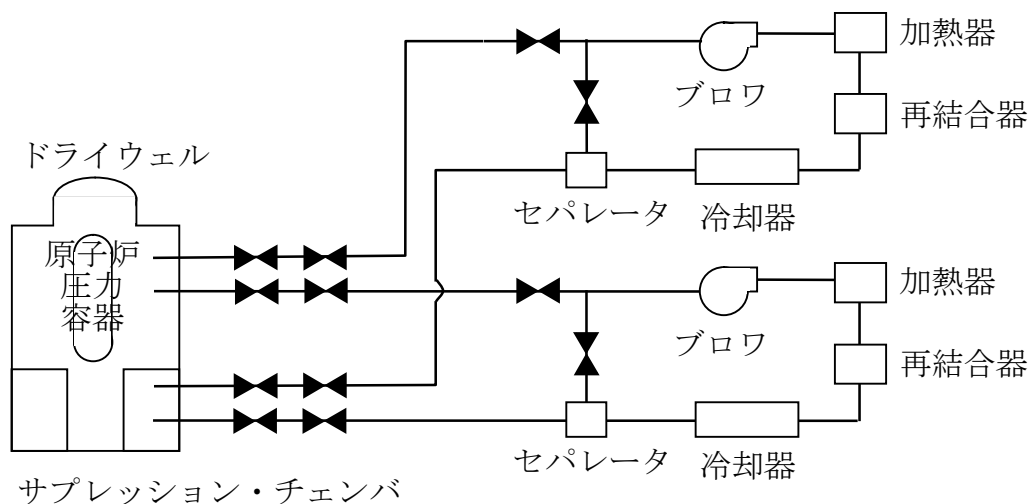 加熱器
ブロワ
再結合器
ドライウェル
セパレータ
冷却器
原子炉
圧力
容器
加熱器
ブロワ
再結合器
セパレータ
冷却器
サプレッション・チェンバ